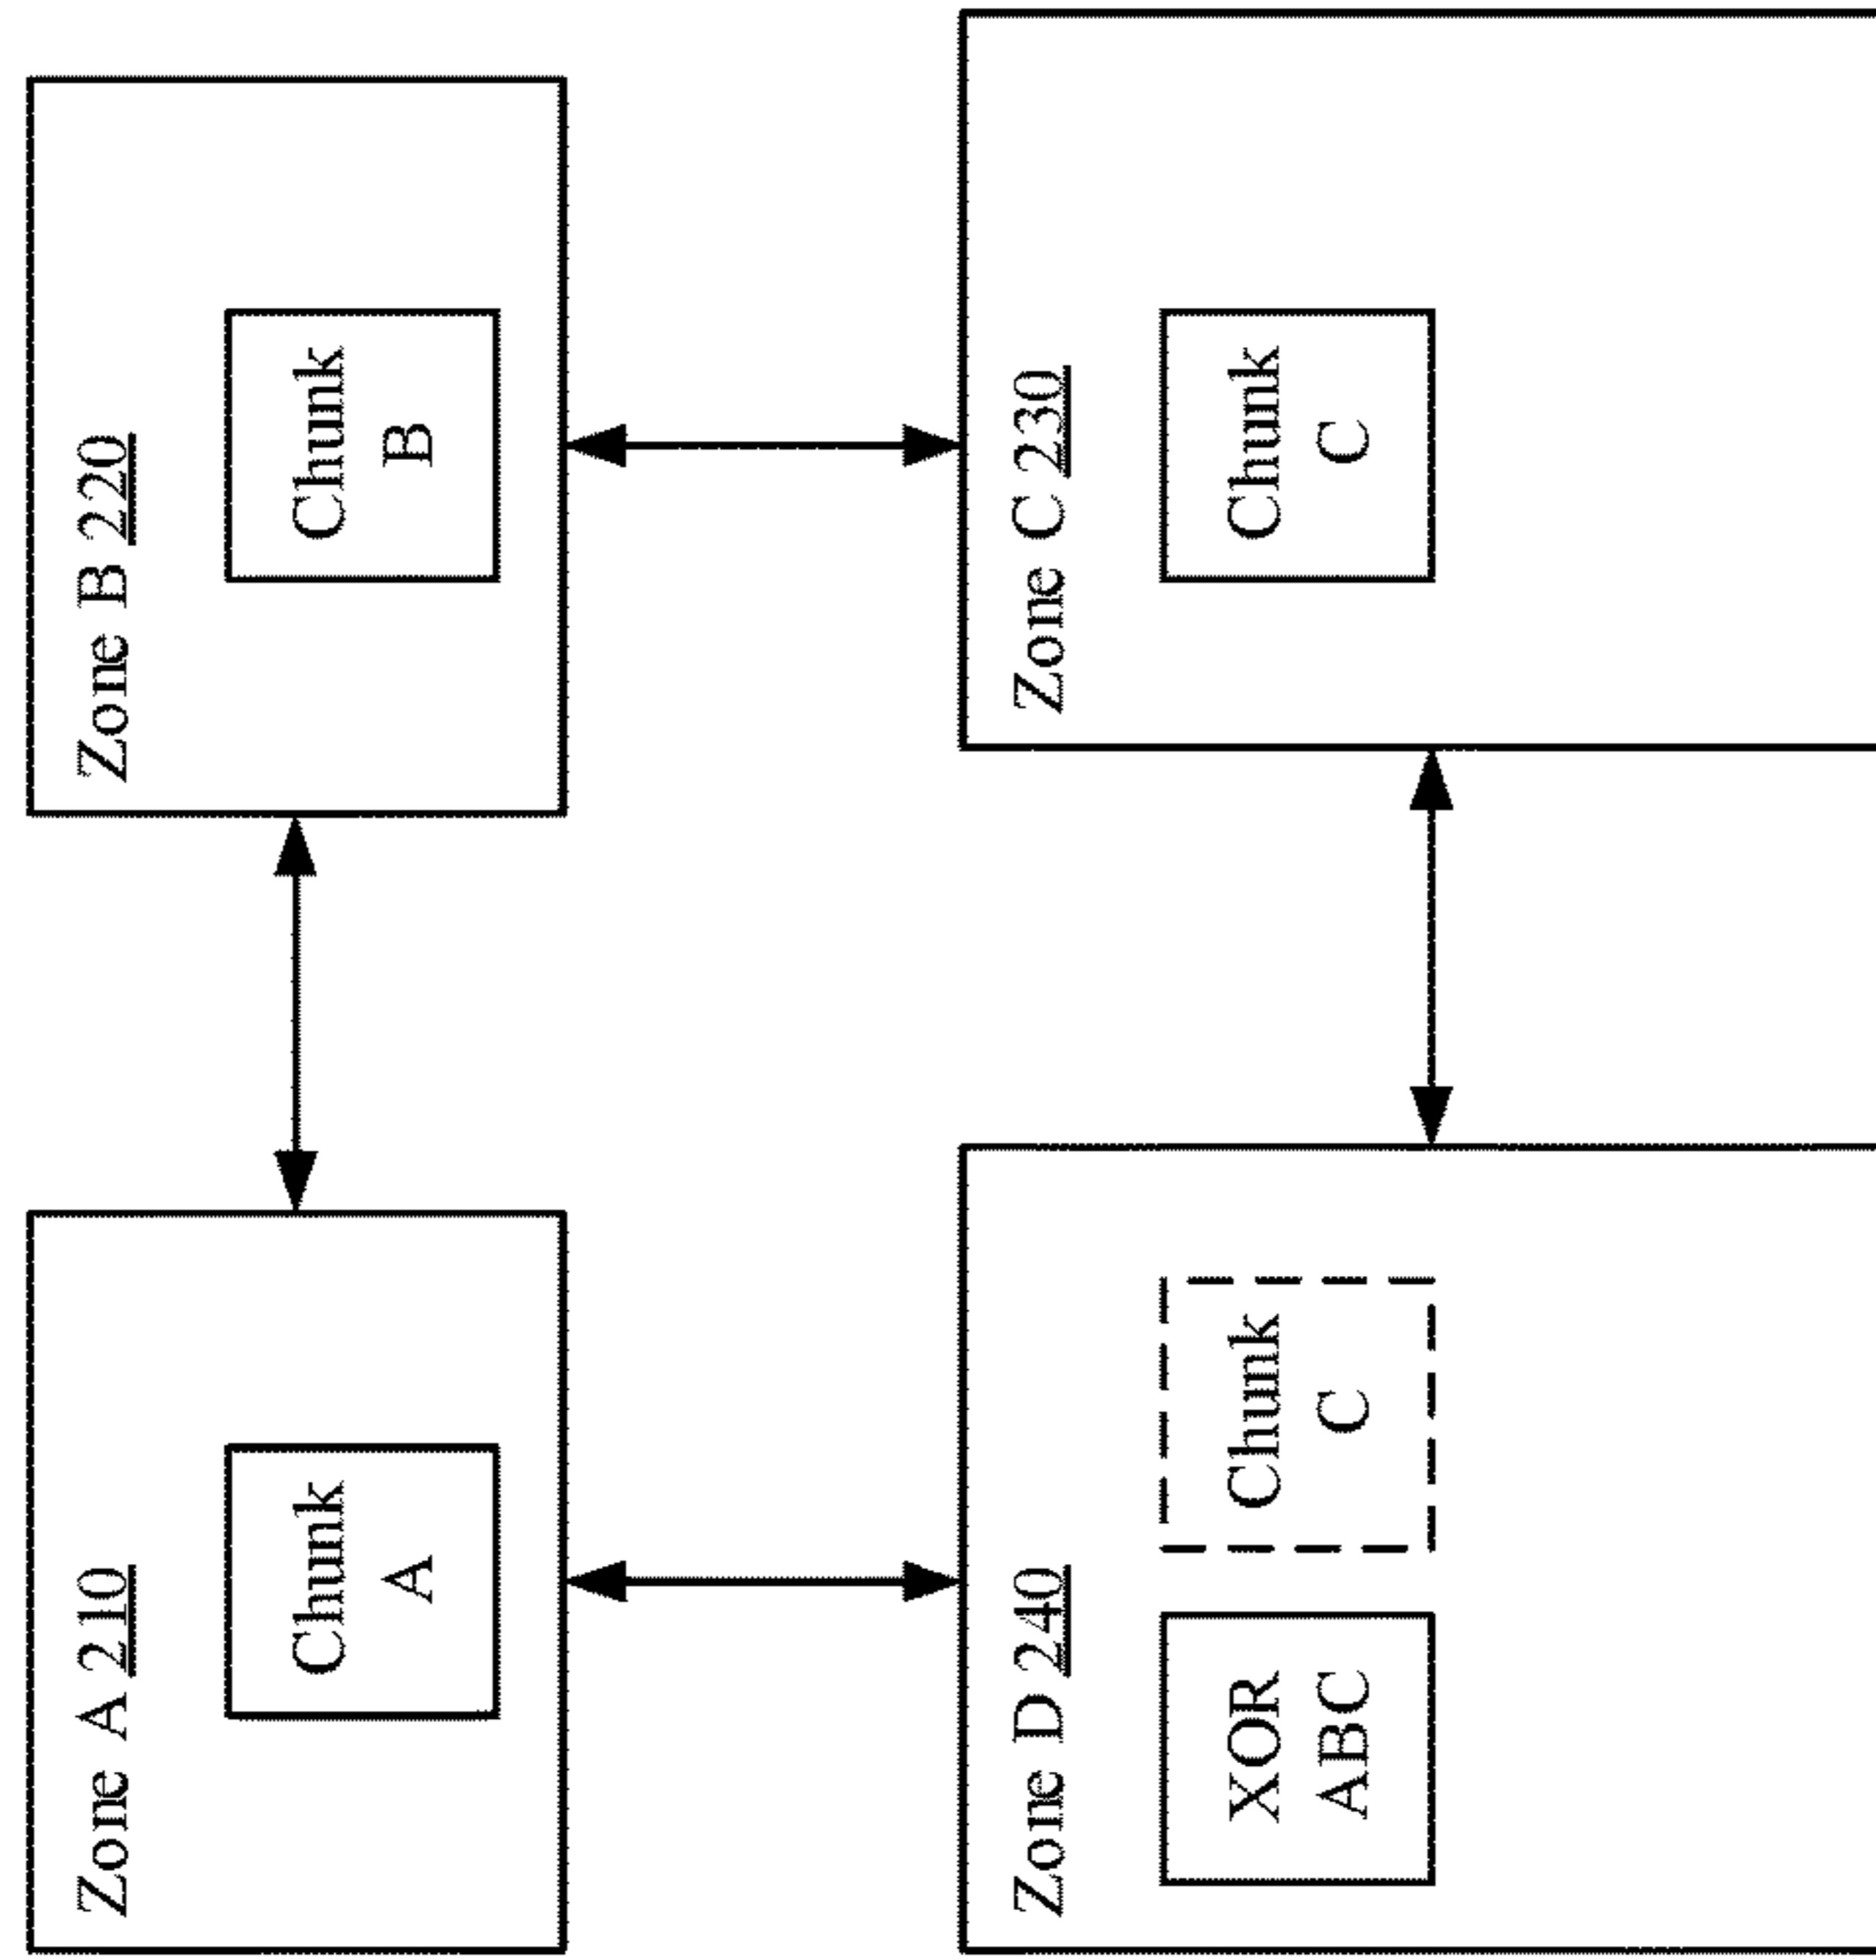 Zone A 210
Chunk
A
Zone B 220
Chunk
B
Zone D 240
XOR
ABC
Chunk
C
Zone C 230
Chunk
C